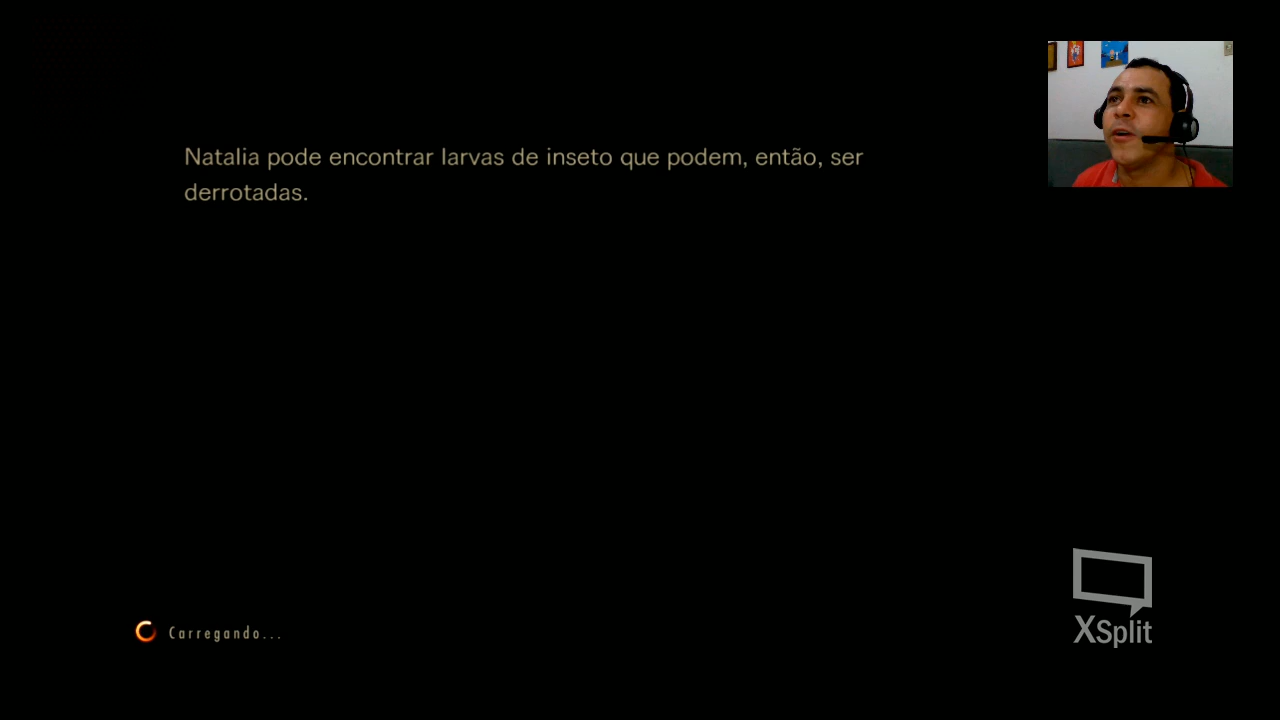 Natalia pode encontrar larvas de inseto que podem, então, ser
derrotadas.
Carregando...
XSplit